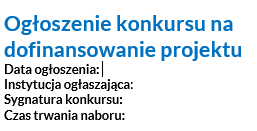 Ogłoszenie konkursu na
dofinansowanie projektu
Data ogłoszenia:
Instytucja ogłaszająca:
Sygnatura konkursu:
Czas trwania naboru: